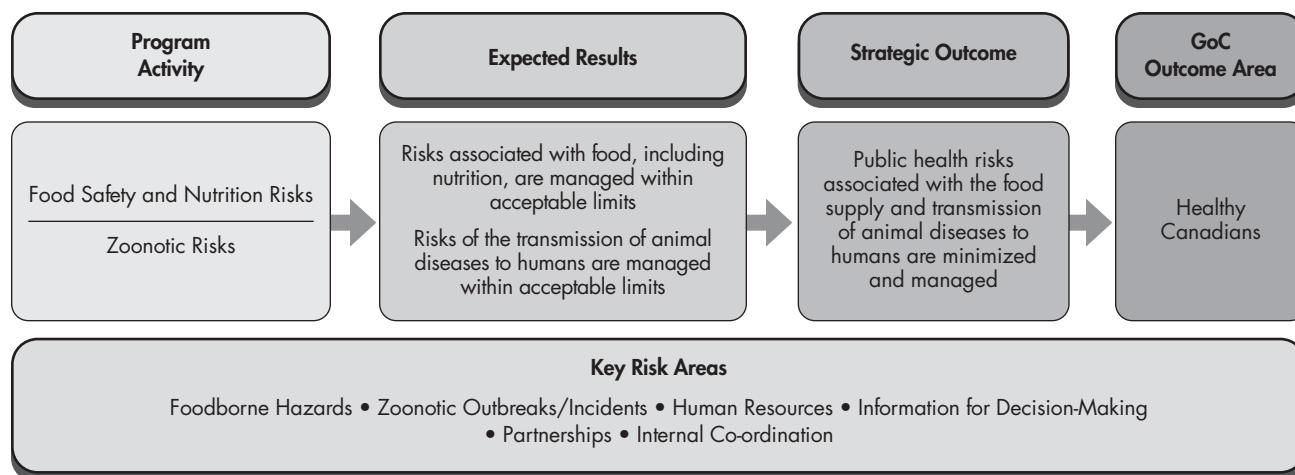 Program
Activity
Expected Results
Strategic Outcome
GoC
Outcome Area
Food Safety and Nutrition Risks
Zoonotic Risks
Risks associated with food, including
nutrition, are managed within
acceptable limits
Risks of the transmission of animal
diseases to humans are managed
within acceptable limits
Public health risks
associated with the food
supply and transmission
of animal diseases to
humans are minimized
and managed
Healthy
Canadians
Key Risk Areas
Foodborne Hazards • Zoonotic Outbreaks/Incidents • Human Resources • Information for Decision-Making
• Partnerships • Internal Co-ordination